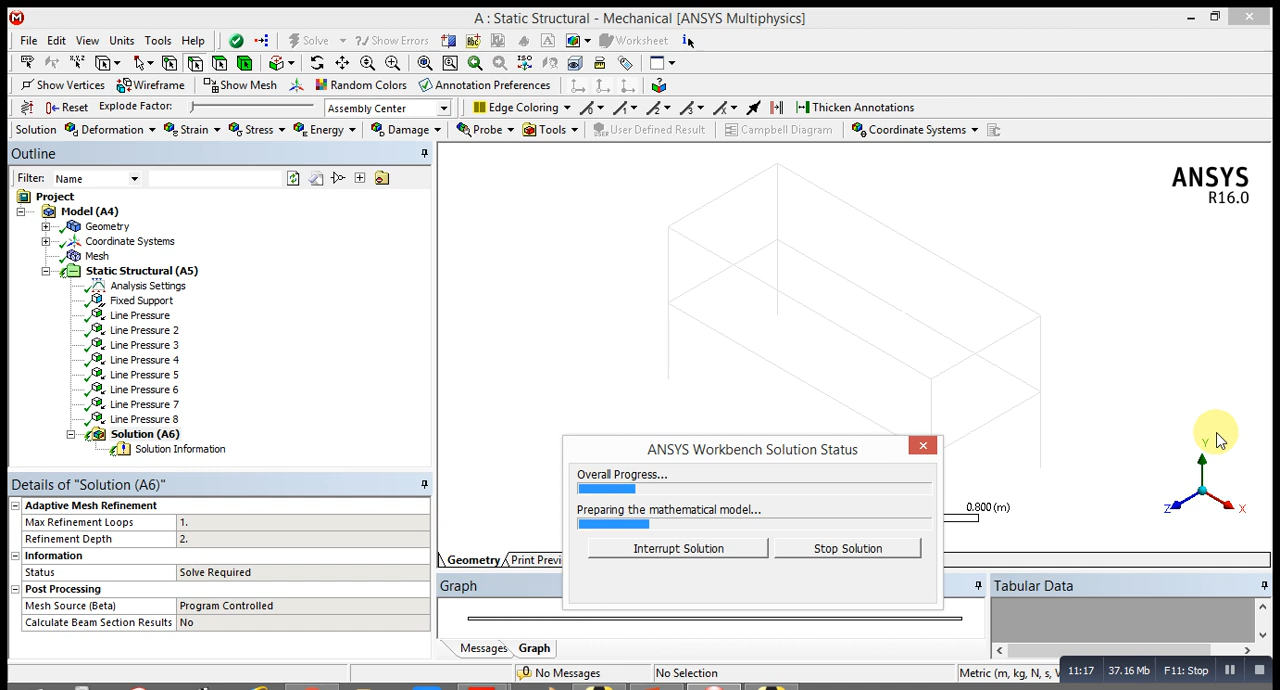 A : Static Structural - Mechanical [ANSYS Multiphysics]
File Edit View Units Tools Help Solve ?/ Show Errors Worksheet
Show Vertices Wireframe Show Mesh Random Colors Annotation Preferences
Reset Explode Factor: Assembly Center Edge Coloring Thicken Annotations
Solution Deformation Strain Stress Energy Damage Probe Tools User Defined Result Campbell Diagram Coordinate Systems
Outline
Filter: Name
Project
Model (A4)
Geometry
Coordinate Systems
Mesh
Static Structural (A5)
Analysis Settings
Fixed Support
Line Pressure
Line Pressure 2
Line Pressure 3
Line Pressure 4
Line Pressure 5
Line Pressure 6
Line Pressure 7
Line Pressure 8
Solution (A6)
Solution Information
Details of "Solution (A6)"
Adaptive Mesh Refinement
Max Refinement Loops 1.
Refinement Depth 2.
Information
Status Solve Required
Post Processing
Mesh Source (Beta) Program Controlled
Calculate Beam Section Results No
ANSYS
R16.0
Y
Z X
0.800 (m)
ANSYS Workbench Solution Status
Overall Progress...
Preparing the mathematical model...
Interrupt Solution Stop Solution
Geometry Print Previ
Graph
Messages Graph
Tabular Data
No Messages No Selection Metric (m, kg, N, s, V
11:17 37.16 Mb F11: Stop